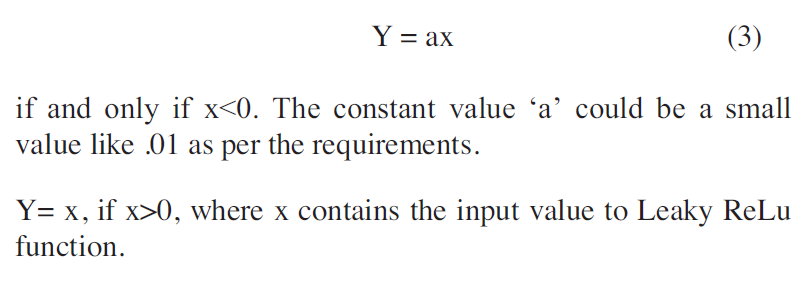 Y = ax (3)
if and only if x<0. The constant value ‘a’ could be a small
value like .01 as per the requirements.
Y= x, if x>0, where x contains the input value to Leaky ReLu
function.